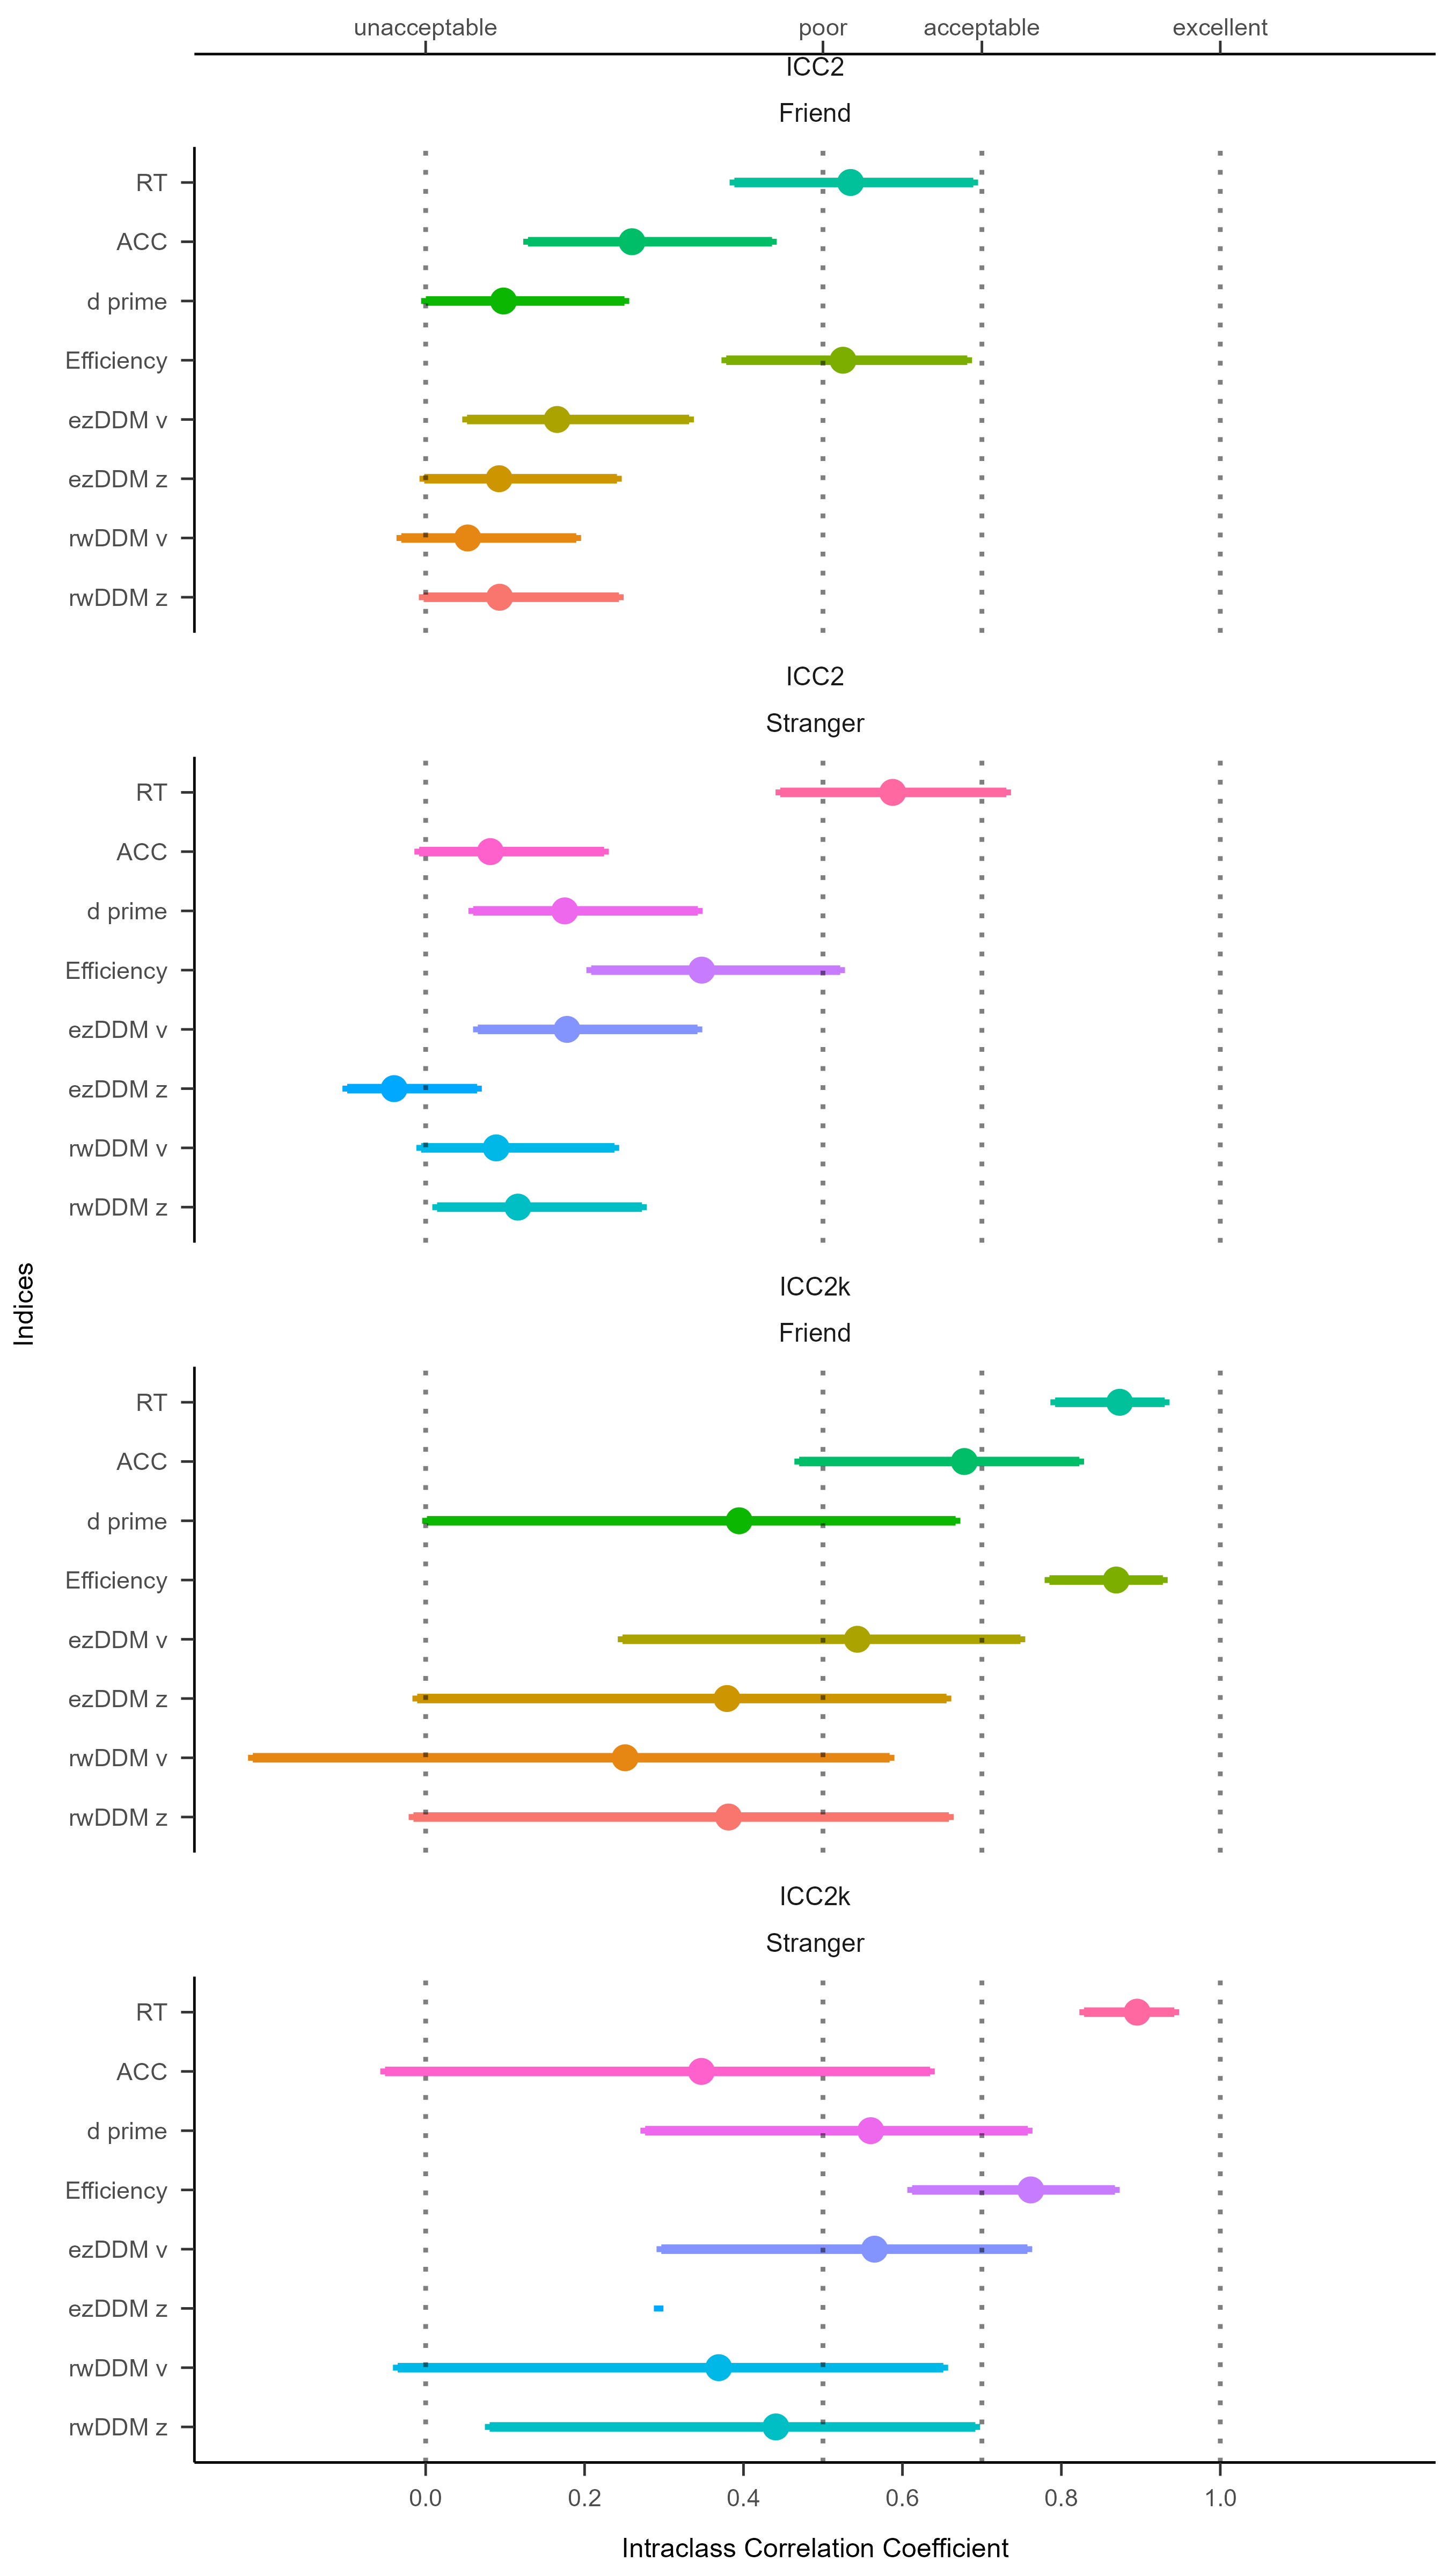 unacceptable poor acceptable excellent
ICC2
Friend
RT
ACC
d prime
Efficiency
ezDDM v
ezDDM z
rwDDM v
rwDDM z
ICC2
Stranger
RT
ACC
d prime
Efficiency
ezDDM v
ezDDM z
rwDDM v
rwDDM z
Indices
ICC2k
Friend
RT
ACC
d prime
Efficiency
ezDDM v
ezDDM z
rwDDM v
rwDDM z
ICC2k
Stranger
RT
ACC
d prime
Efficiency
ezDDM v
ezDDM z
rwDDM v
rwDDM z
0.0 0.2 0.4 0.6 0.8 1.0
Intraclass Correlation Coefficient